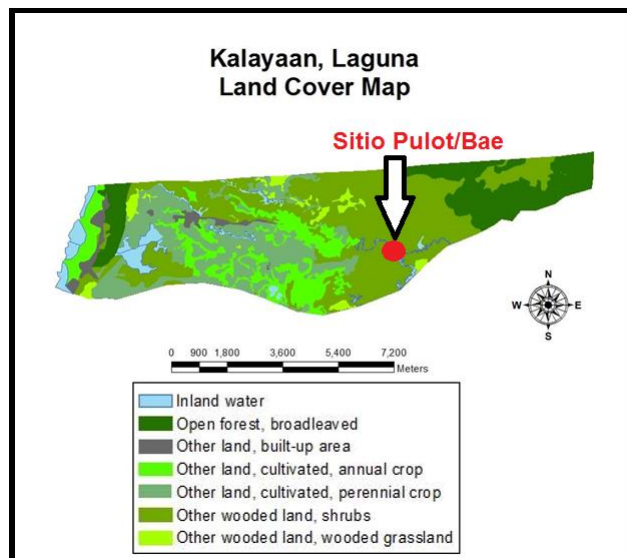 Kalayaan, Laguna
Land Cover Map
Sitio Pulot/Bae
N
W E
S
0 900 1,800 3,600 5,400 7,200
Meters
Inland water
Open forest, broadleaved
Other land, built-up area
Other land, cultivated, annual crop
Other land, cultivated, perennial crop
Other wooded land, shrubs
Other wooded land, wooded grassland